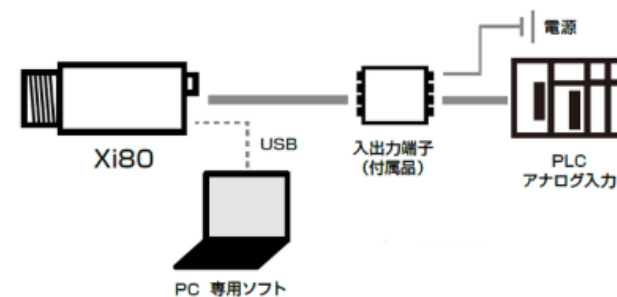 電源
Xi80
USB
入出力端子
(付属品)
PLC
アナログ入力
PC 専用ソフト